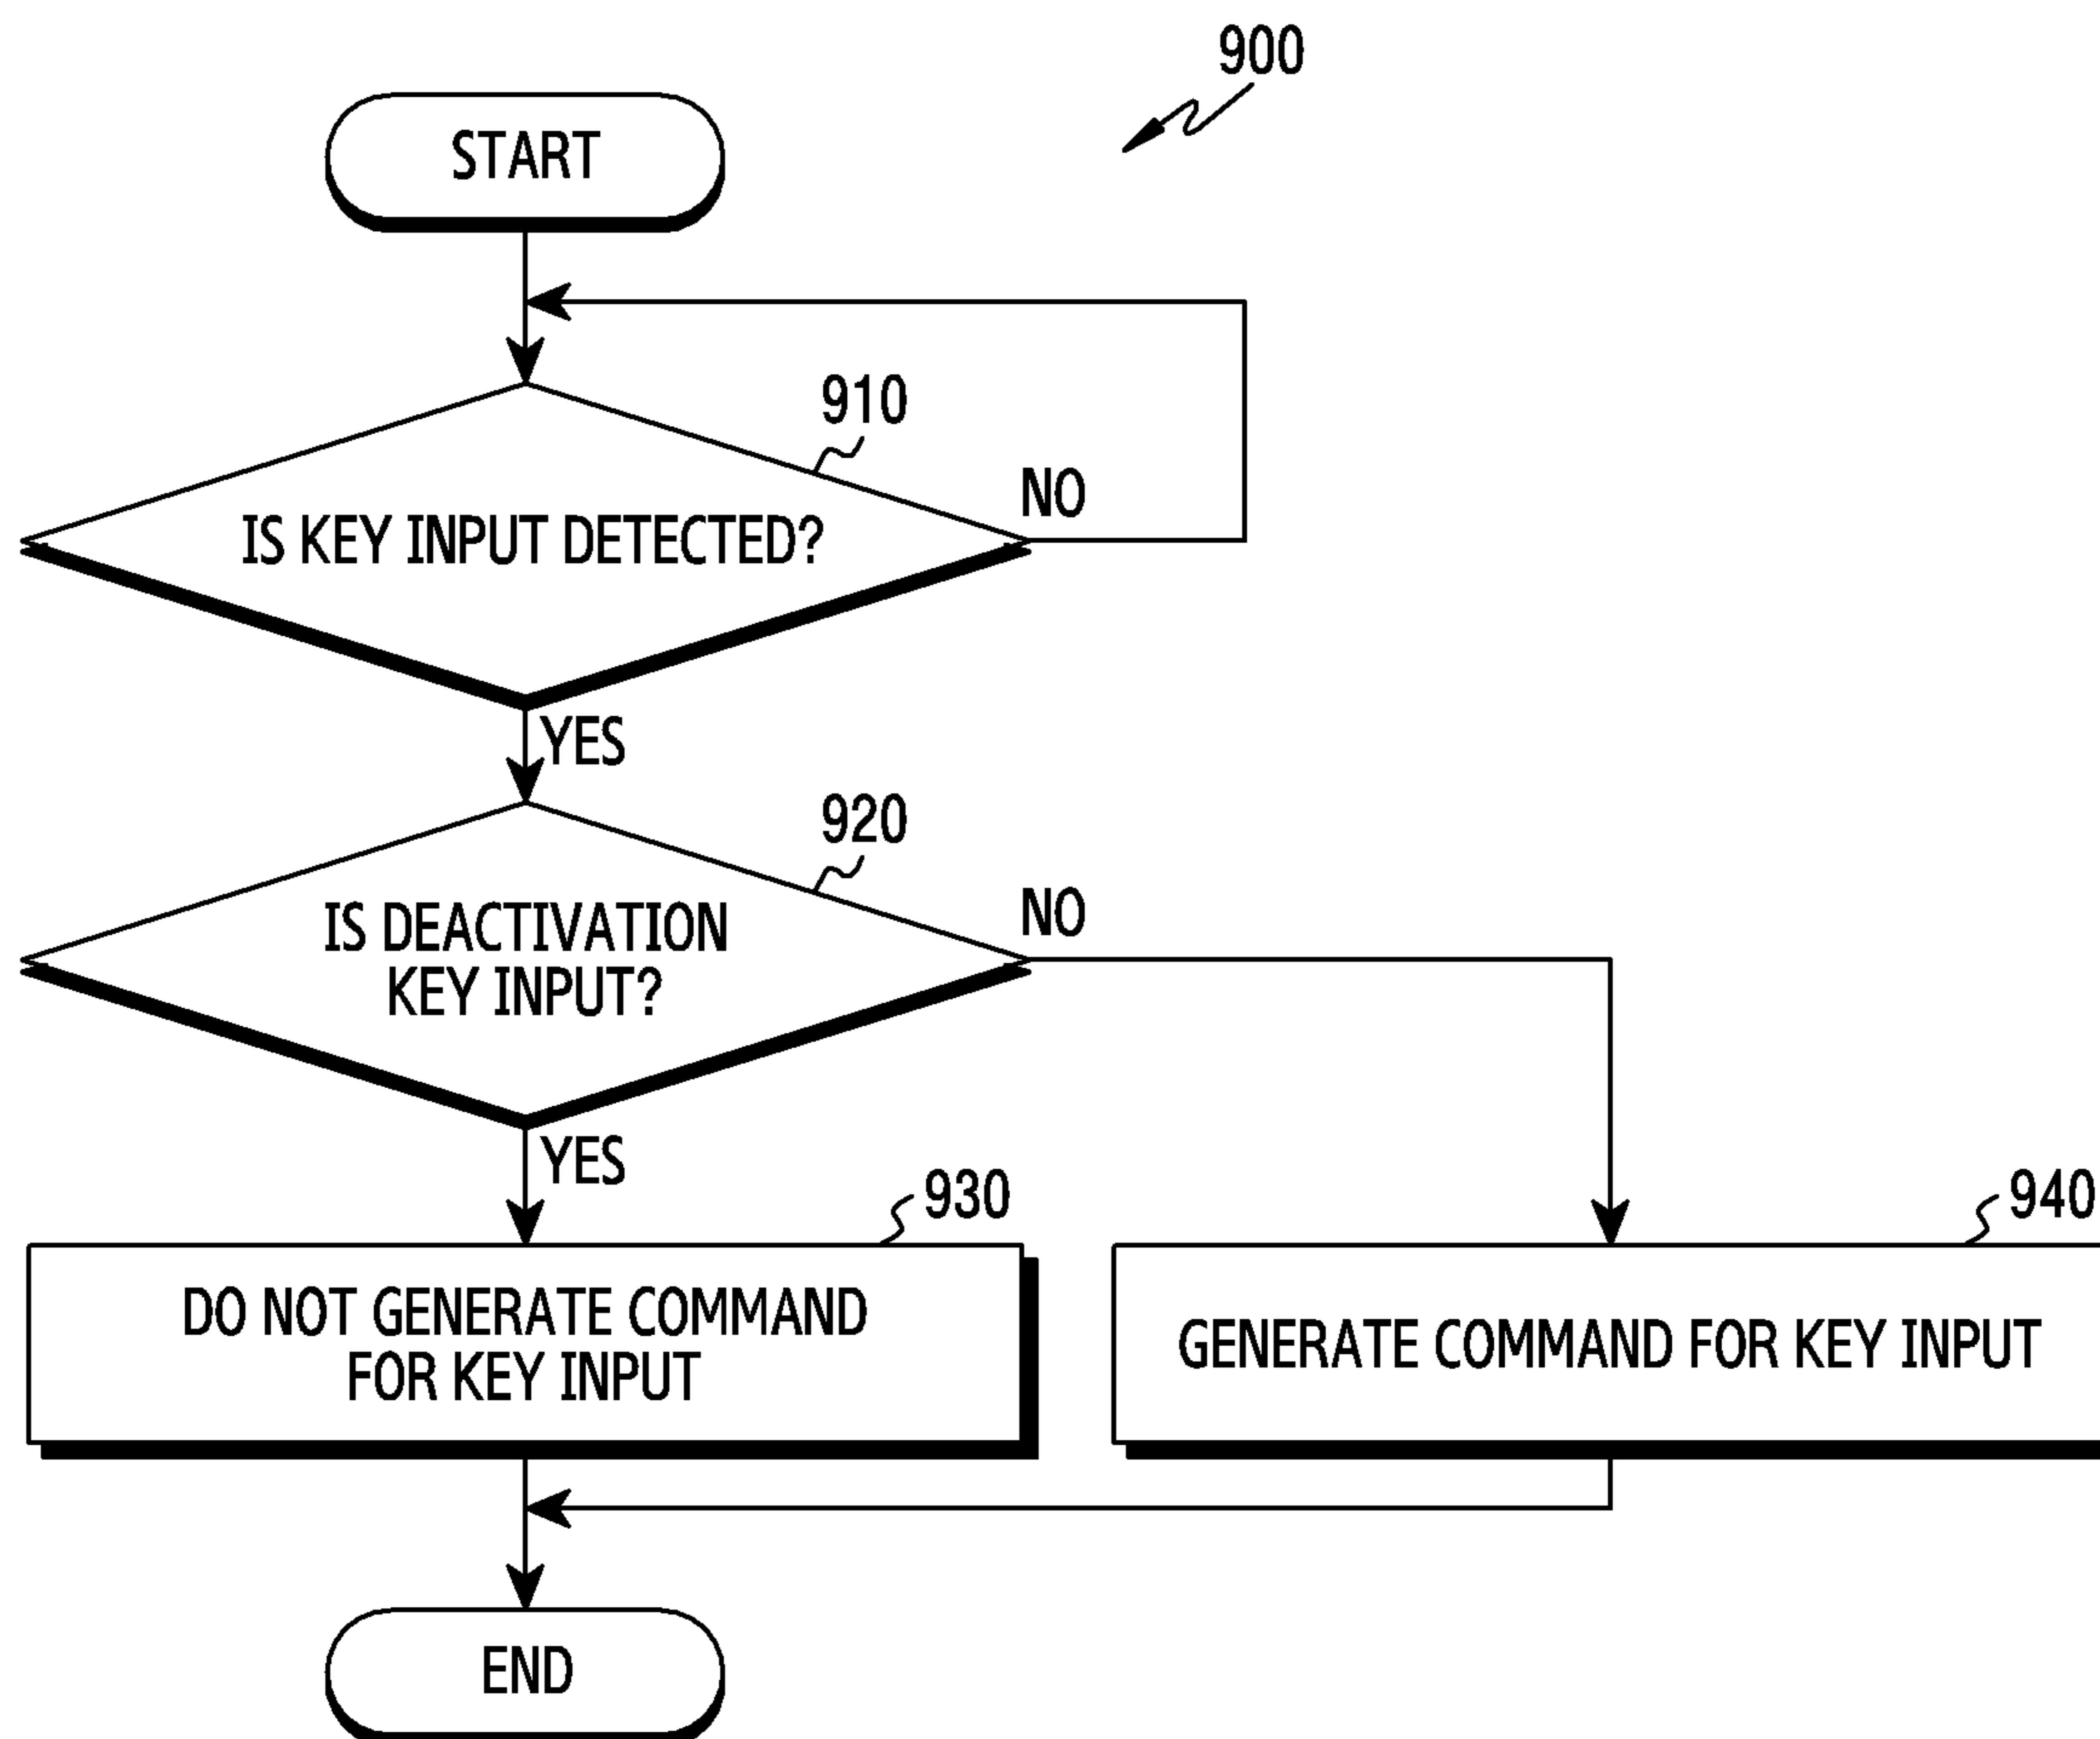 900
START
910
NO
IS KEY INPUT DETECTED?
YES
920
NO
IS DEACTIVATION
KEY INPUT?
YES
930
940
DO NOT GENERATE COMMAND
FOR KEY INPUT
GENERATE COMMAND FOR KEY INPUT
END